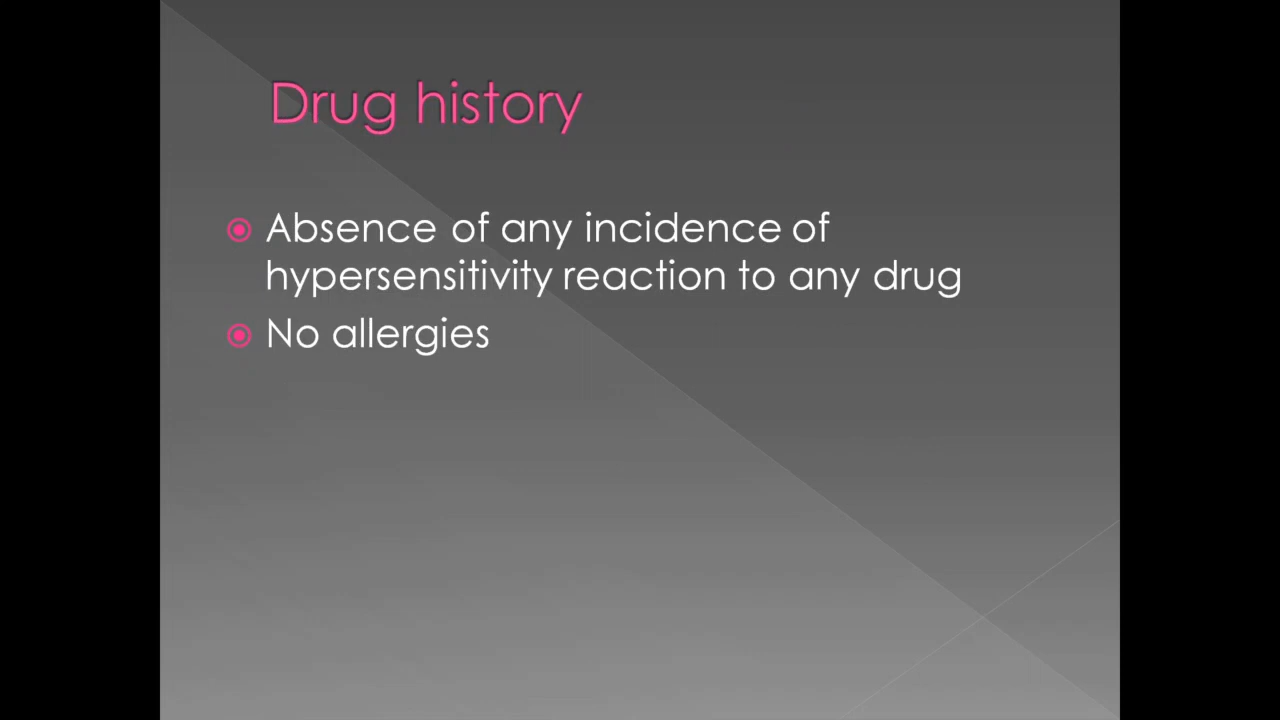 Drug history
Absence of any incidence of
hypersensitivity reaction to any drug
No allergies